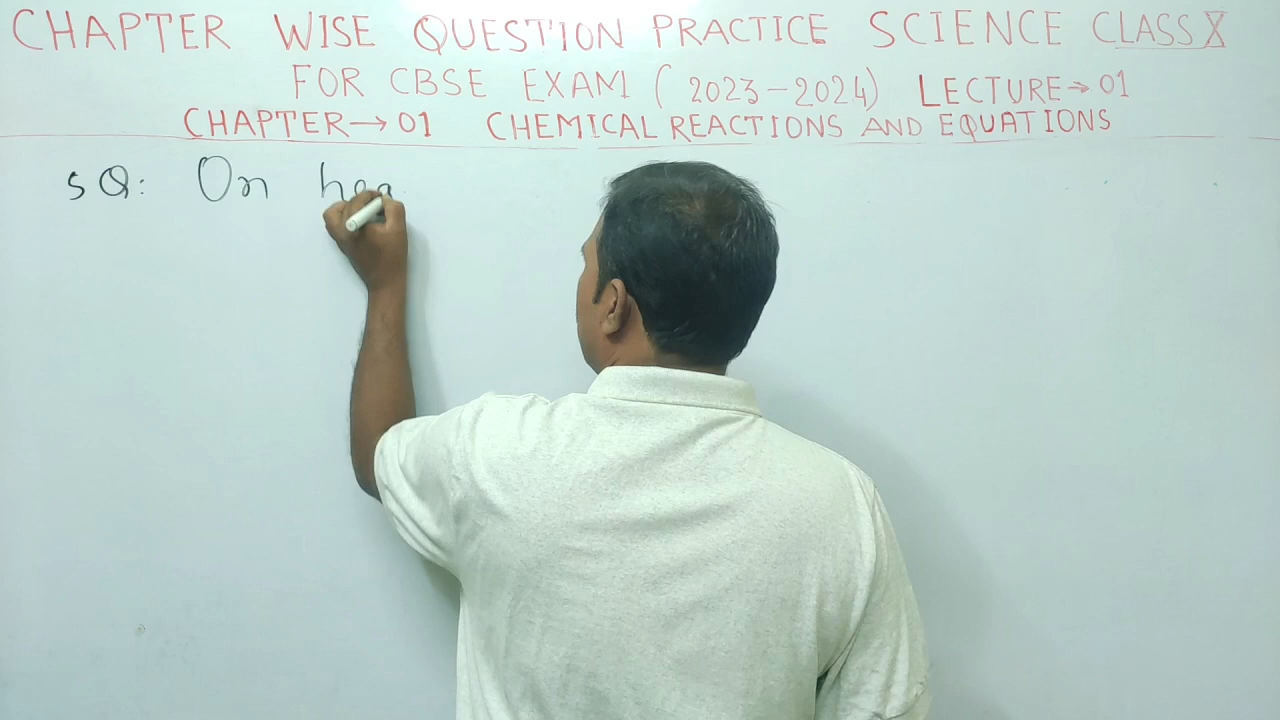 CHAPTER WISE QUESTION PRACTICE SCIENCE CLASS X
FOR CBSE EXAM (2023-2024) LECTURE→01
CHAPTER→01 CHEMICAL REACTIONS AND EQUATIONS
5Q: On hea